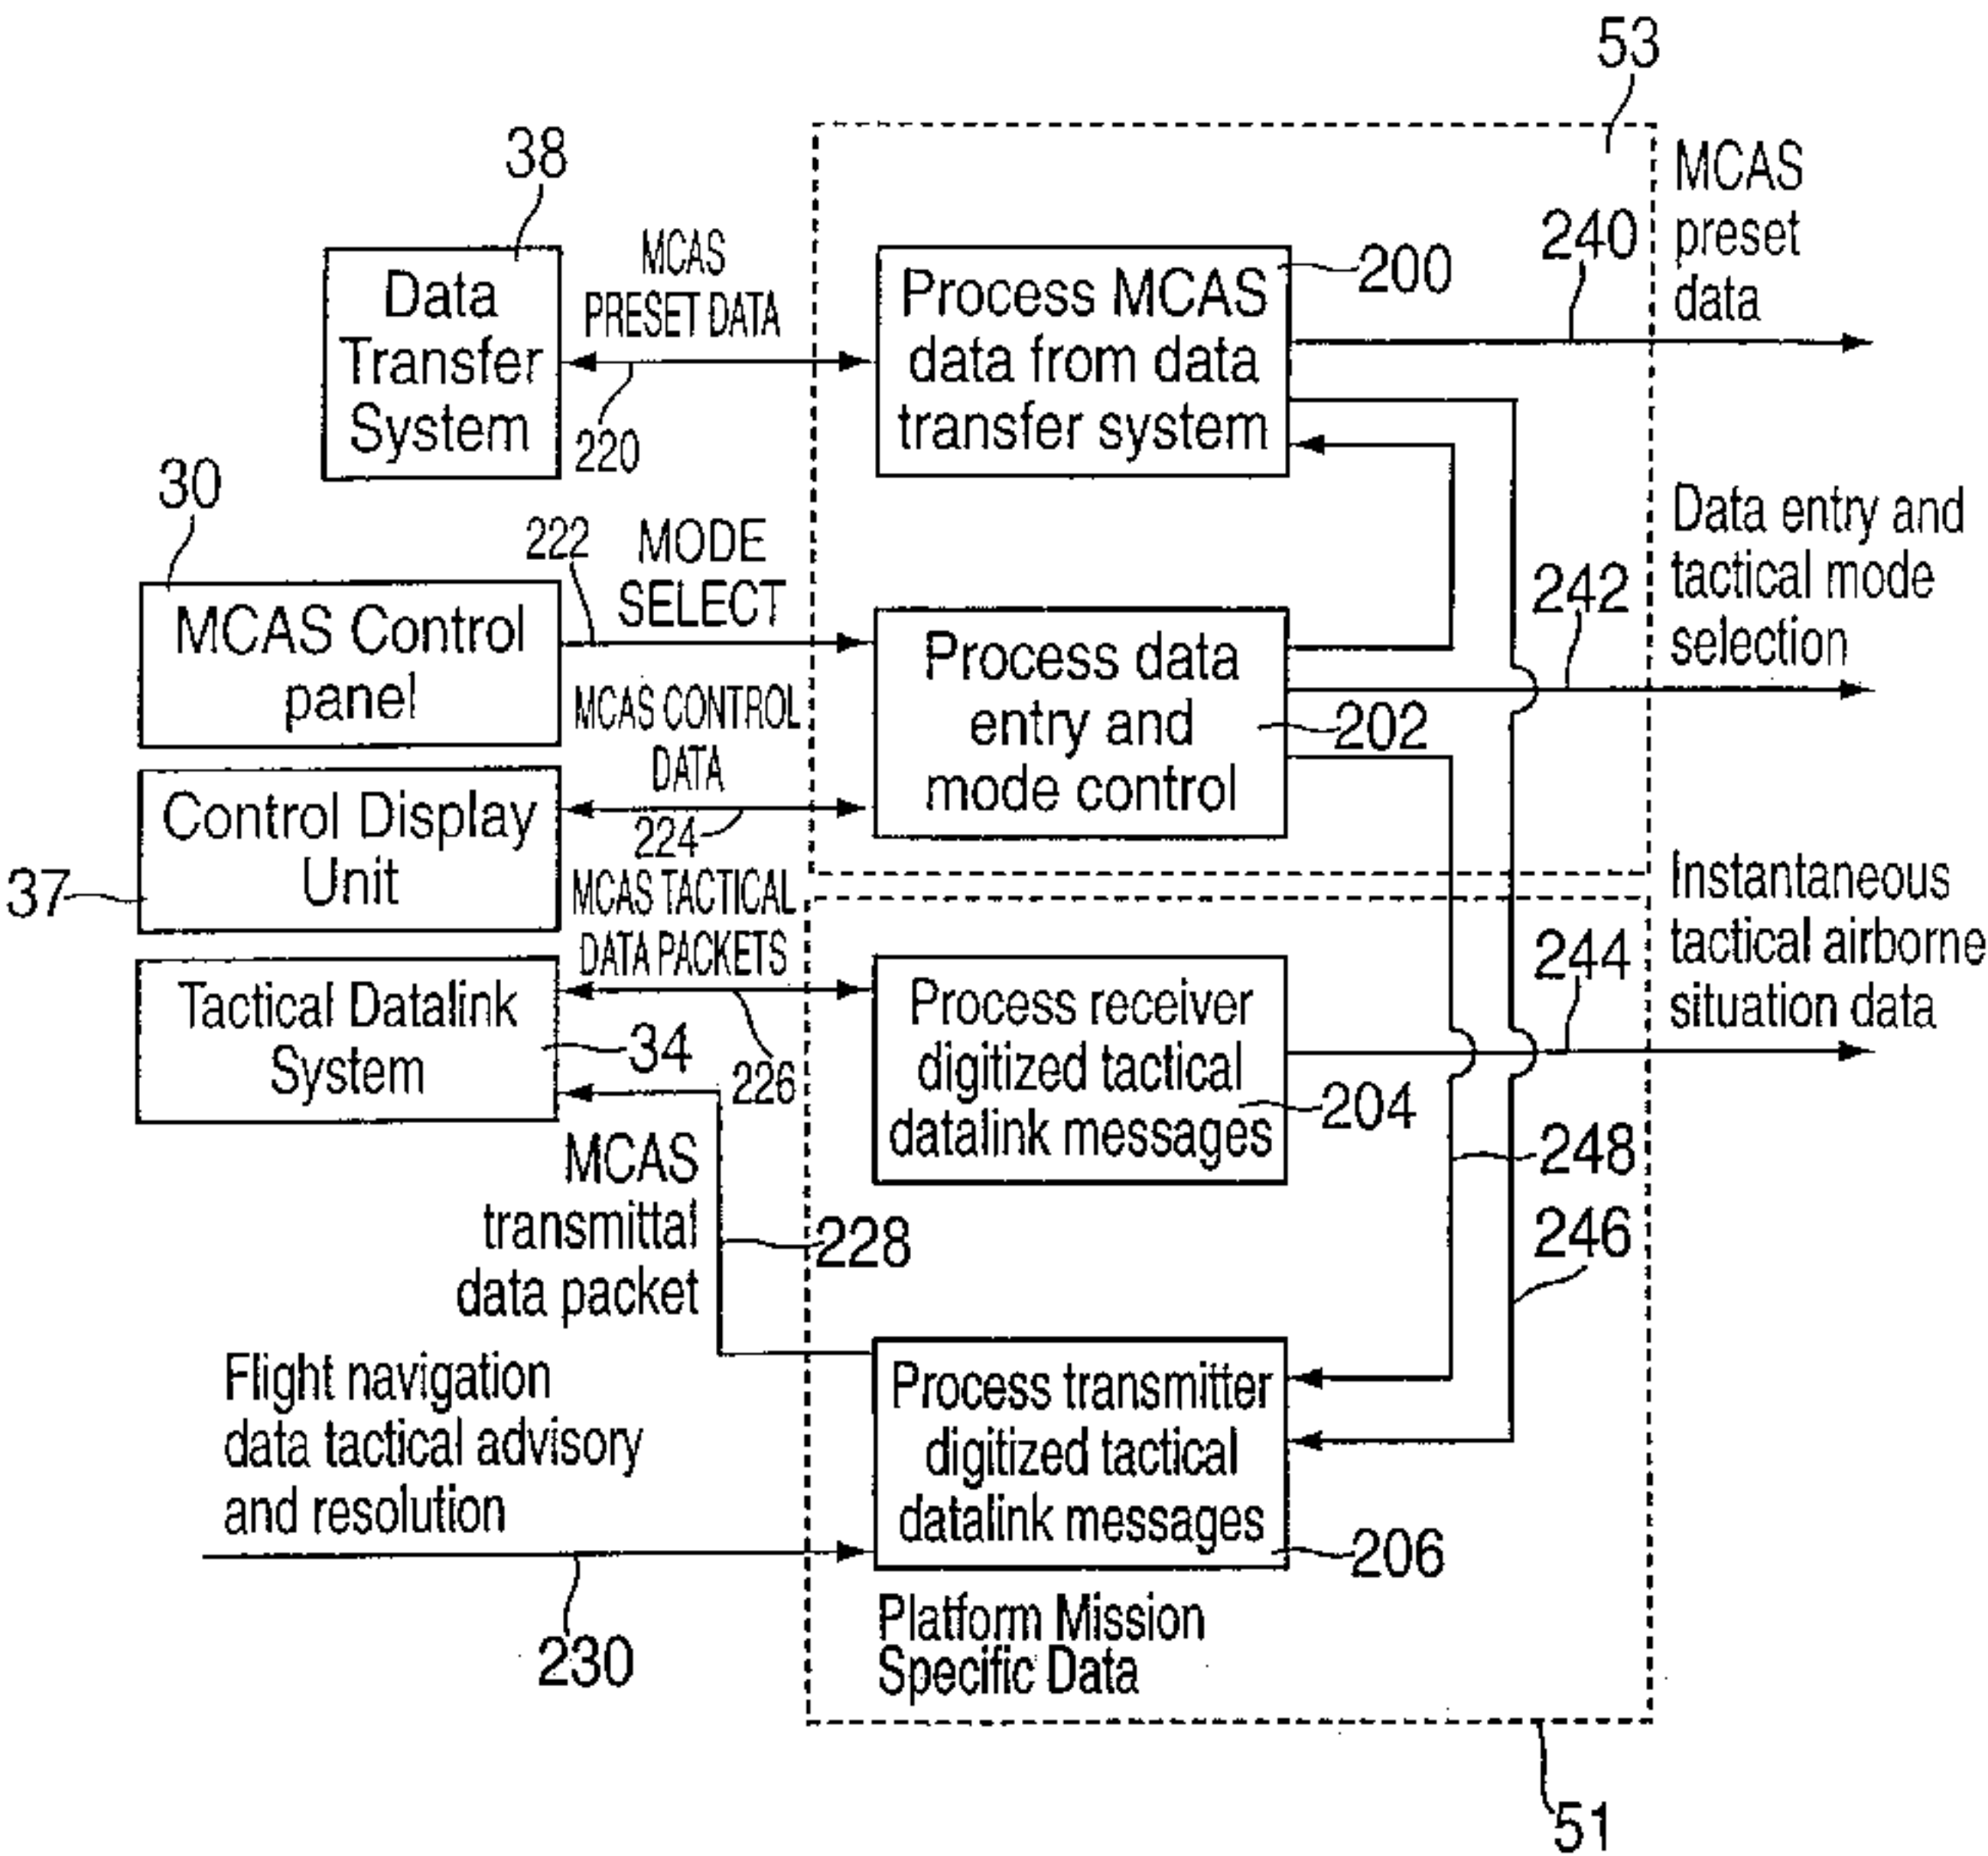 53
38
Data
Transfer
System
MCAS
PRESET DATA
220
Process MCAS
data from data
transfer system
200
240
MCAS
preset
data
30
MCAS Control
panel
222
MODE
SELECT
Process data
entry and
mode control
202
242
Data entry and
tactical mode
selection
37
Control Display
Unit
MCAS CONTROL
DATA
224
Tactical Datalink
System
34
MCAS TACTICAL
DATA PACKETS
226
Process receiver
digitized tactical
datalink messages
204
244
Instantaneous
tactical airborne
situation data
MCAS
transmittal
data packet
228
248
246
Flight navigation
data tactical advisory
and resolution
230
Process transmitter
digitized tactical
datalink messages
206
Platform Mission
Specific Data
51